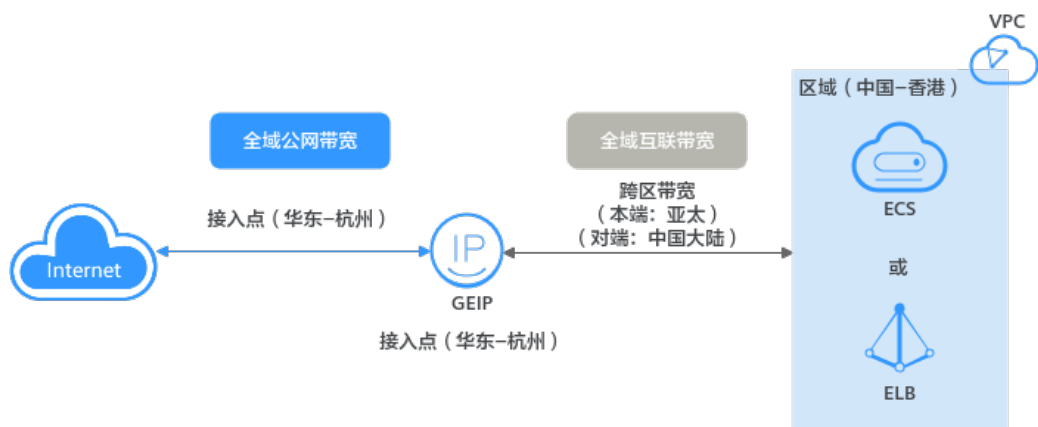 VPC
区域（中国–香港）
全域公网带宽
全域互联带宽
跨区带宽
（本端：亚太）
（对端：中国大陆）
接入点（华东–杭州）
ECS
Internet
IP
GEIP
或
接入点（华东–杭州）
ELB